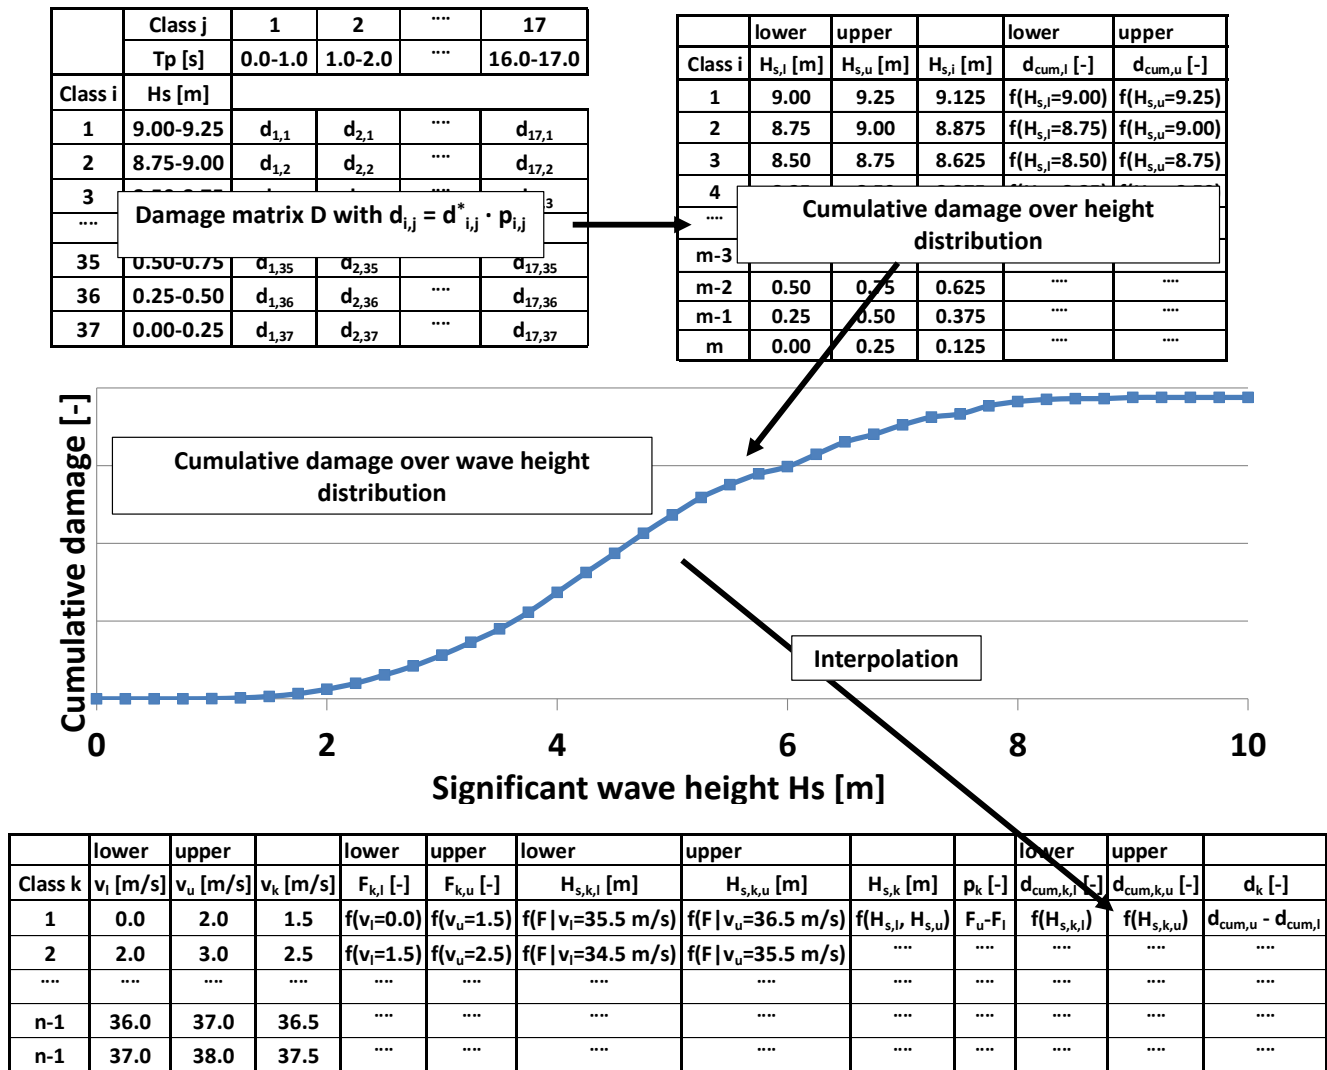 Class j 1 2 .... 17
Tp [s] 0.0-1.0 1.0-2.0 .... 16.0-17.0
Class i Hs [m]
1 9.00-9.25 d1,1 d2,1 .... d17,1
2 8.75-9.00 d1,2 d2,2 .... d17,2
3
....
Damage matrix D with di,j = d*i,j · pi,j
35 0.50-0.75 d1,35 d2,35 d17,35
36 0.25-0.50 d1,36 d2,36 .... d17,36
37 0.00-0.25 d1,37 d2,37 .... d17,37
lower upper lower upper
Class i Hs,l [m] Hs,u [m] Hs,i [m] dcum,l [-] dcum,u [-]
1 9.00 9.25 9.125 f(Hs,l=9.00) f(Hs,u=9.25)
2 8.75 9.00 8.875 f(Hs,l=8.75) f(Hs,u=9.00)
3 8.50 8.75 8.625 f(Hs,l=8.50) f(Hs,u=8.75)
4
....
Cumulative damage over height
distribution
m-3
m-2 0.50 0.75 0.625 .... ....
m-1 0.25 0.50 0.375 .... ....
m 0.00 0.25 0.125 .... ....
Cumulative damage [-]
Cumulative damage over wave height
distribution
Interpolation
0 2 4 6 8 10
Significant wave height Hs [m]
lower upper lower upper lower upper lower upper
Class k vl [m/s] vu [m/s] vk [m/s] Fk,l [-] Fk,u [-] Hs,k,l [m] Hs,k,u [m] Hs,k [m] pk [-] dcum,k,l [-] dcum,k,u [-] dk [-]
1 0.0 2.0 1.5 f(vl=0.0) f(vu=1.5) f(F|vl=35.5 m/s) f(F|vu=36.5 m/s) f(Hs,l, Hs,u) Fu-Fl f(Hs,k,l) f(Hs,k,u) dcum,u - dcum,l
2 2.0 3.0 2.5 f(vl=1.5) f(vu=2.5) f(F|vl=34.5 m/s) f(F|vu=35.5 m/s) .... .... .... .... ....
.... .... .... .... .... .... .... .... .... .... .... .... ....
n-1 36.0 37.0 36.5 .... .... .... .... .... .... .... .... ....
n-1 37.0 38.0 37.5 .... .... .... .... .... .... .... .... ....